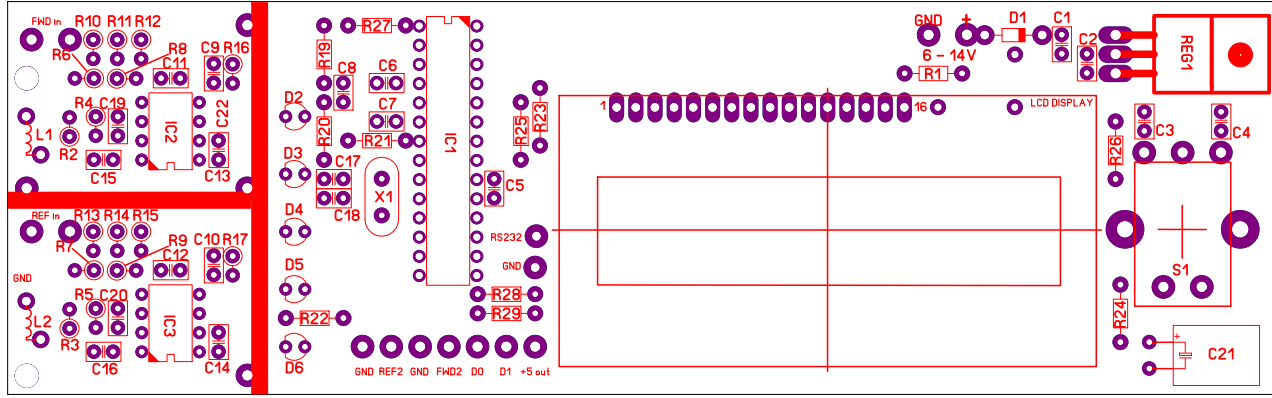 R10 R11 R12
FWD in
R6
R8
C9 R16
C11
R4 C19
IC2
C22
L1
R2
C15
C13
R13 R14 R15
REF in
R7
R9
C10 R17
C12
GND
R5 C20
IC3
L2
R3
C16
C14
R27
R19
C8
C6
D2
C7
R20
R21
D3
C17
X1
C18
D4
D5
R22
D6
IC1
R25
R23
C5
RS232
GND
R28
R29
GND REF2 GND FWD2 D0 D1 +5 out
GND +
D1
C1
6 - 14V
C2
R1
REG1
1
16
LCD DISPLAY
C3
C4
R26
S1
R24
+
C21